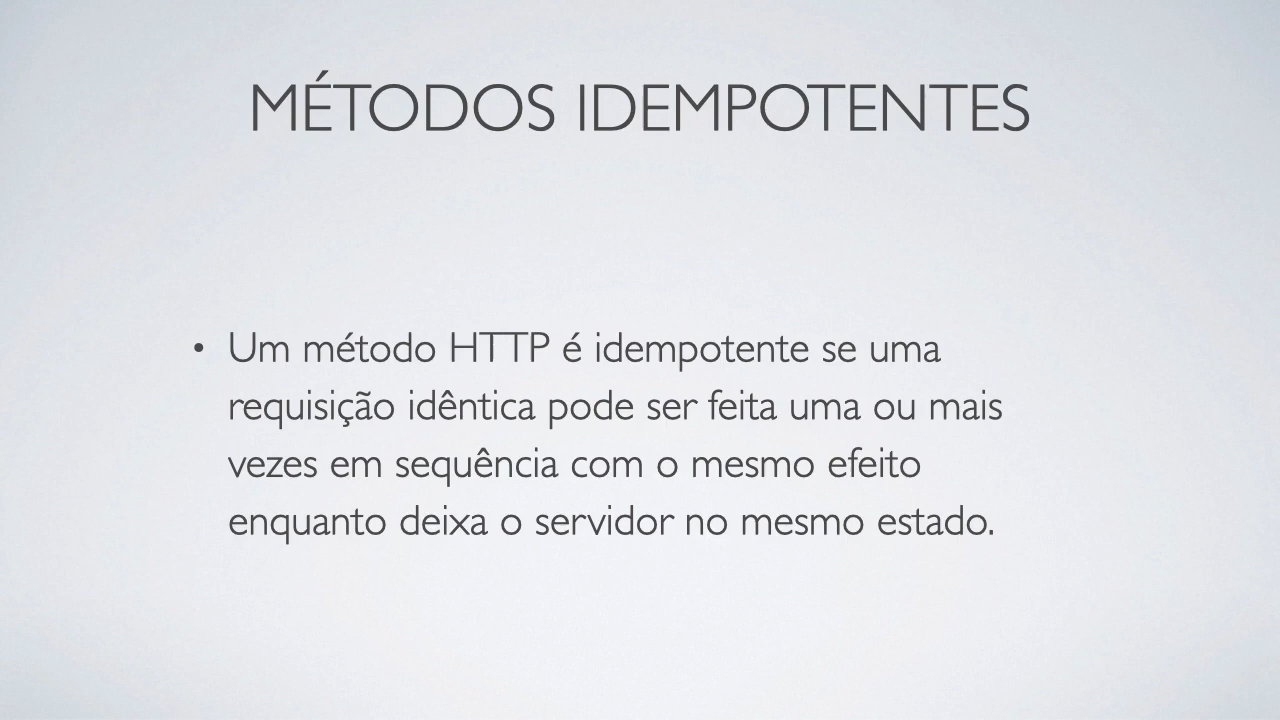 MÉTODOS IDEMPOTENTES
• Um método HTTP é idempotente se uma
requisição idêntica pode ser feita uma ou mais
vezes em sequência com o mesmo efeito
enquanto deixa o servidor no mesmo estado.